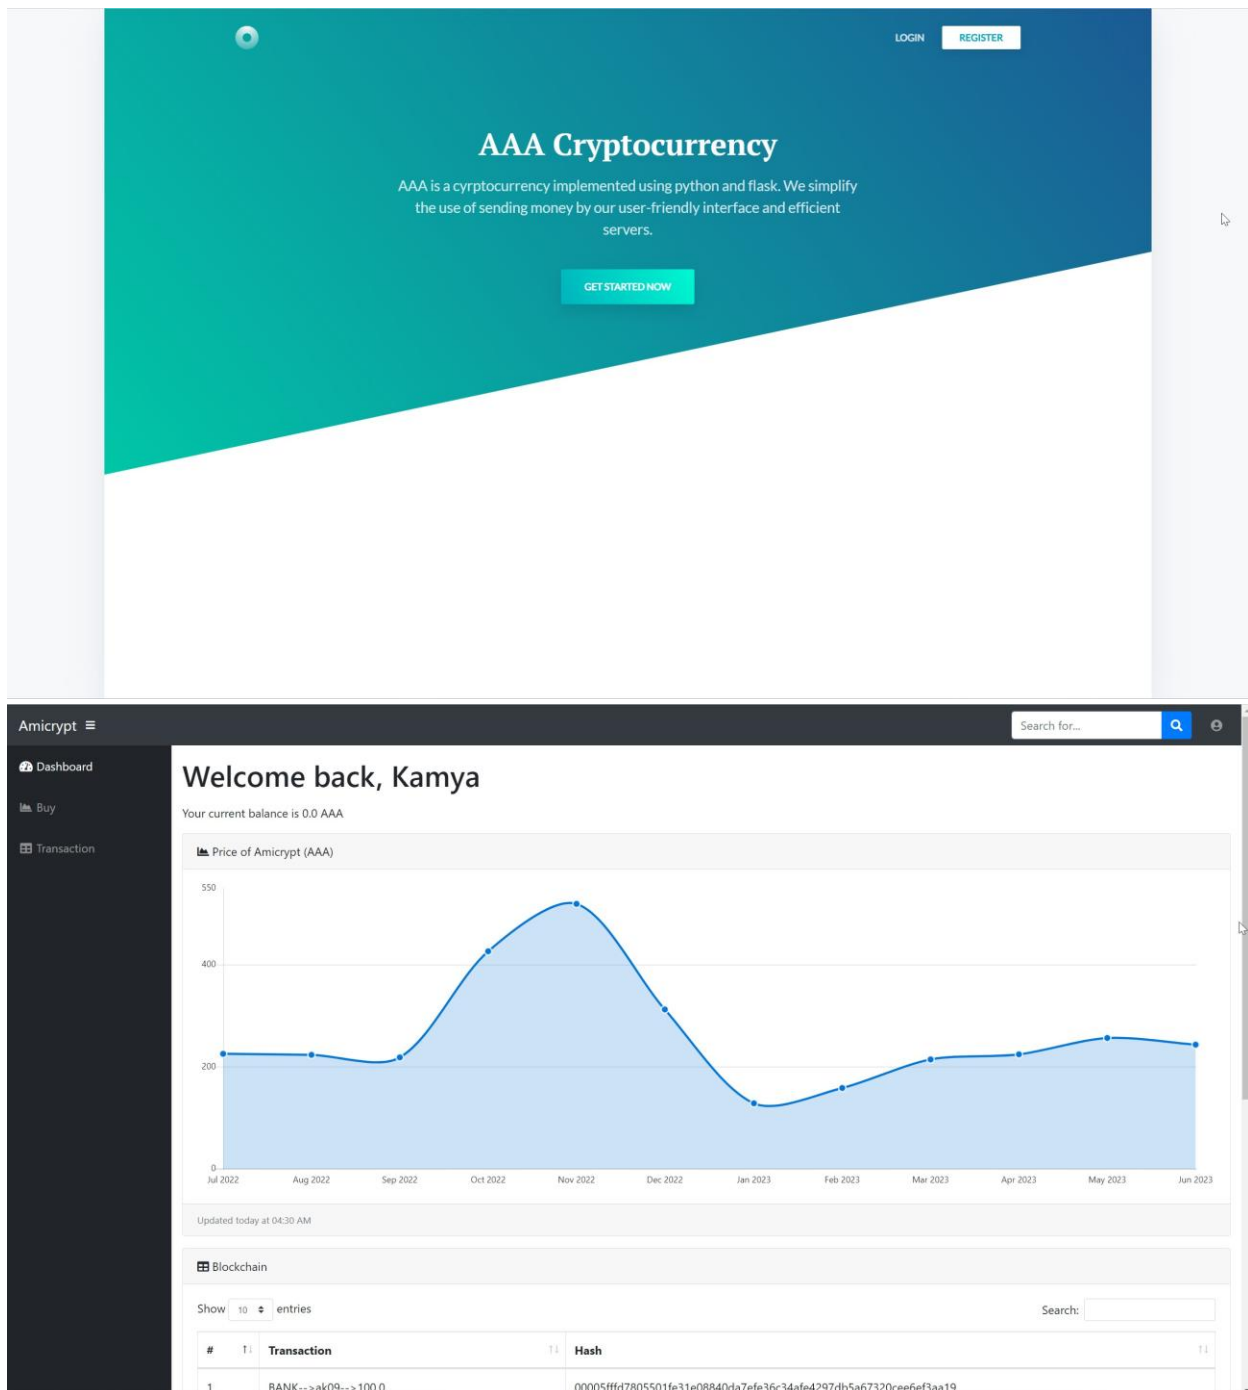 LOGIN REGISTER
AAA Cryptocurrency
AAA is a cyrptocurrency implemented using python and flask. We simplify
the use of sending money by our user-friendly interface and efficient
servers.
GET STARTED NOW
Amicrypt
Search for...
Dashboard
Buy
Transaction
Welcome back, Kamya
Your current balance is 0.0 AAA
Price of Amicrypt (AAA)
550
400
200
0
Jul 2022 Aug 2022 Sep 2022 Oct 2022 Nov 2022 Dec 2022 Jan 2023 Feb 2023 Mar 2023 Apr 2023 May 2023 Jun 2023
Updated today at 04:30 AM
Blockchain
Show 10 entries Search:
# Transaction Hash
1 BANK-->ak09-->100.0 00005fffd7805501fe31e08840da7efe36c34afe4297db5a67320cee6ef3aa19